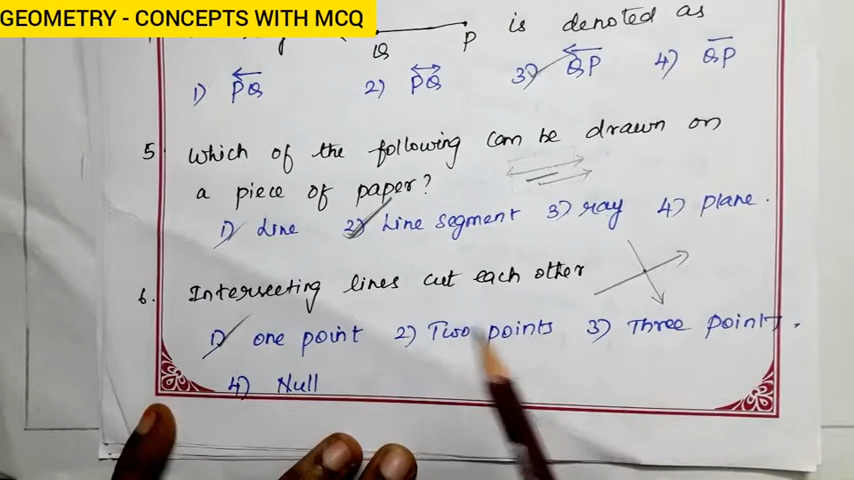 GEOMETRY - CONCEPTS WITH MCQ
Q P is denoted as
1) PQ 2) PQ 3) QP 4) QP
5. Which of the following can be drawn on
a piece of paper?
1) Line 2) Line segment 3) ray 4) plane.
6. Intersecting lines cut each other
1) one point 2) Two points 3) Three points.
4) Null